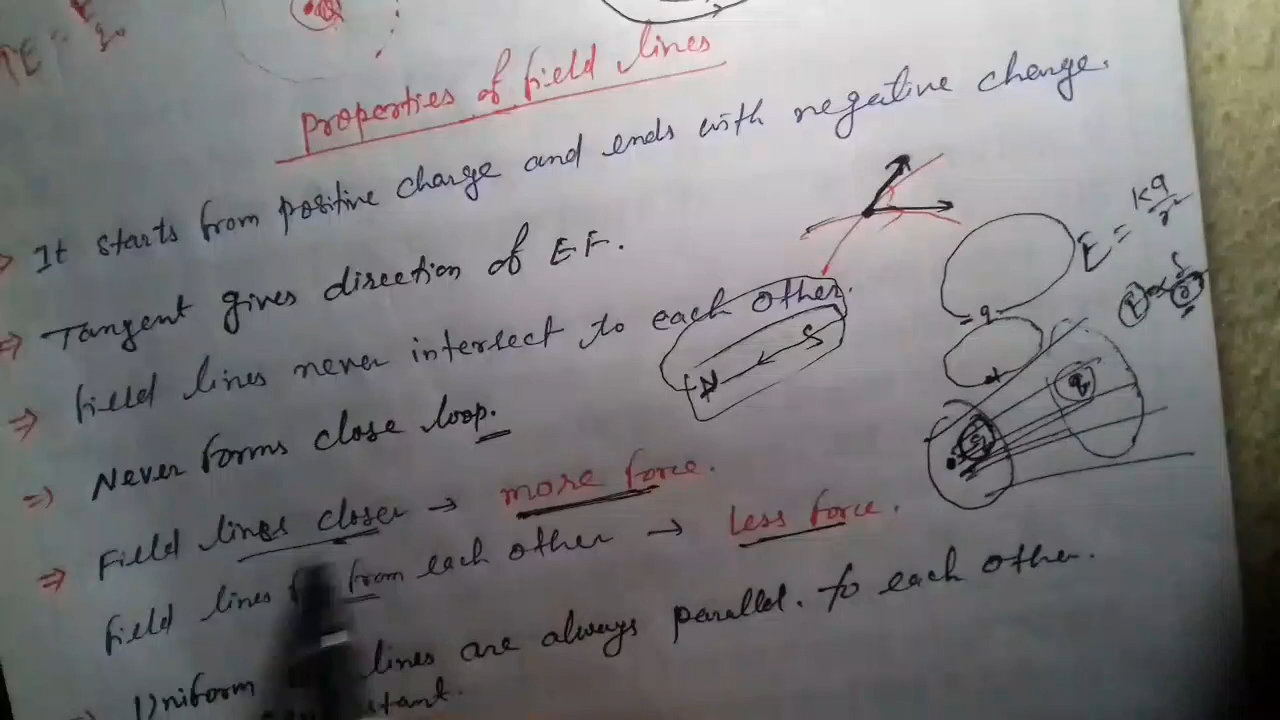 properties of field lines
⇒ It starts from positive charge and ends with negative charge.
⇒ Tangent gives direction of EF.
⇒ field lines never intersect to each other.
⇒ Never forms close loop.
⇒ Field lines closer → more force.
field lines from each other → less force.
⇒ Uniform lines are always parallel. to each other.
E = Kq/r²
-q
+
N S
q